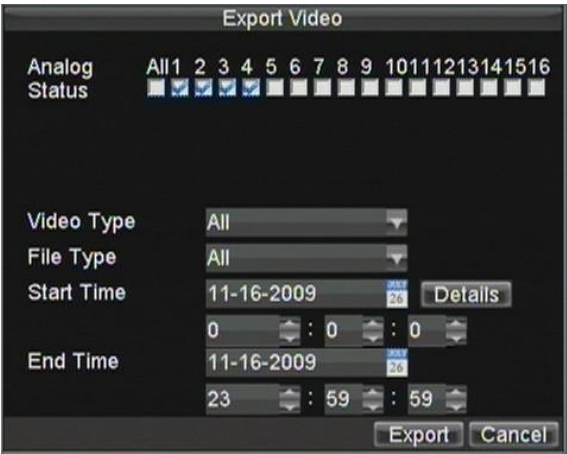 Export Video
Analog All 1 2 3 4 5 6 7 8 9 10 11 12 13 14 15 16
Status
Video Type All
File Type All
Start Time 11-16-2009 26 Details
0 : 0 : 0
End Time 11-16-2009 26
23 : 59 : 59
Export Cancel